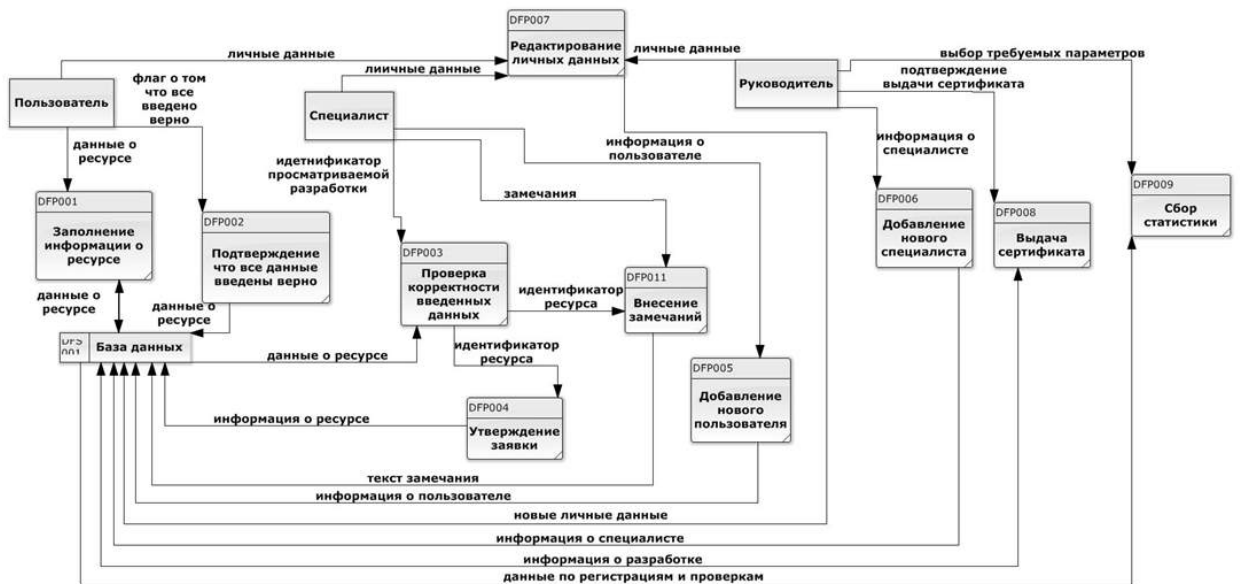 DFP007
Редактирование
личных данных
личные данные
лиичные данные
личные данные
выбор требуемых параметров
подтверждение
выдачи сертификата
флаг о том
что все
введено
верно
Пользователь
Специалист
Руководитель
данные о
ресурсе
идетнификатор
просматриваемой
разработки
информация о
пользователе
информация о
специалисте
замечания
DFP001
Заполнение
информации о
ресурсе
DFP002
Подтверждение
что все данные
введены верно
DFP003
Проверка
корректности
введенных
данных
DFP011
Внесение
замечаний
DFP006
Добавление
нового
специалиста
DFP008
Выдача
сертификата
DFP009
Сбор
статистики
данные о
ресурсе
данные о
ресурсе
идентификатор
ресурса
DFS
001
База данных
данные о ресурсе
идентификатор
ресурса
DFP005
Добавление
нового
пользователя
DFP004
Утверждение
заявки
информация о ресурсе
текст замечания
информация о пользователе
новые личные данные
информация о специалисте
информация о разработке
данные по регистрациям и проверкам